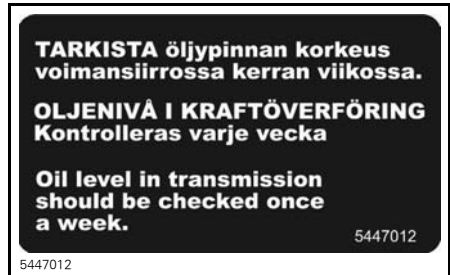 TARKISTA öljypinnan korkeus
voimansiirrossa kerran viikossa.
OLJENIVÅ I KRAFTÖVERFÖRING
Kontrolleras varje vecka
Oil level in transmission
should be checked once
a week.
5447012
5447012